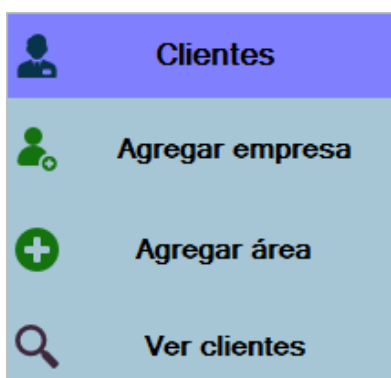 Clientes
Agregar empresa
Agregar área
Ver clientes